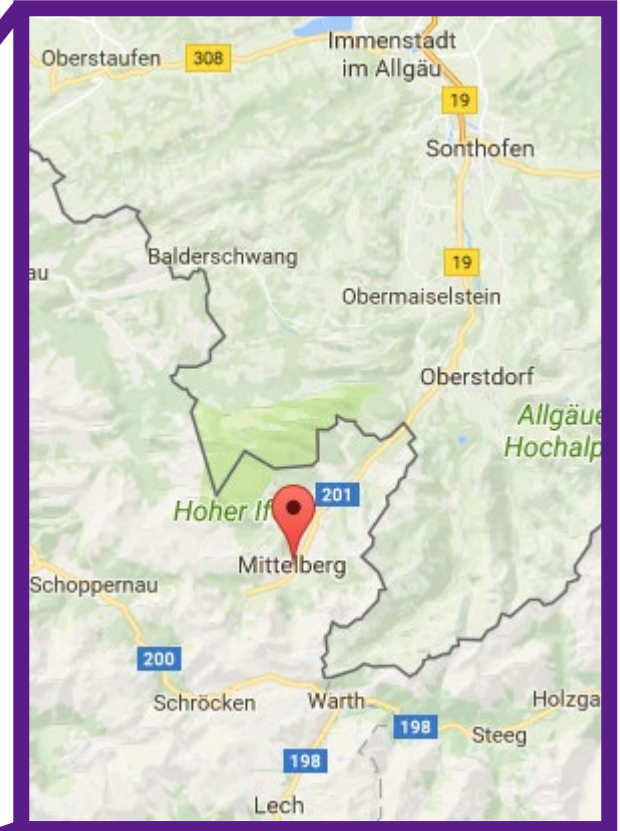 Immenstadt
im Allgäu
Oberstaufen
308
19
Sonthofen
Balderschwang
19
au
Obermaiselstein
Oberstdorf
Allgäue
Hochalp
201
Hoher If
Mittelberg
Schoppernau
200
Schröcken
Warth
Holzga
198
Steeg
198
Lech